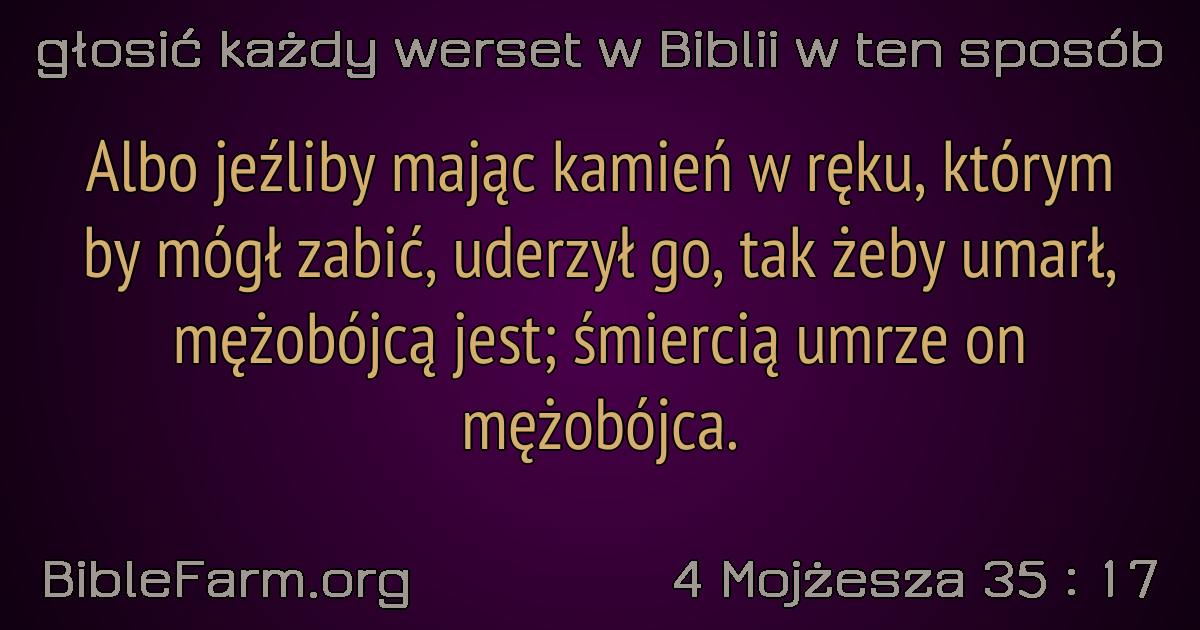 głosić każdy werset w Biblii w ten sposób
Albo jeźliby mając kamień w ręku, którym
by mógł zabić, uderzył go, tak żeby umarł,
mężobójcą jest; śmiercią umrze on
mężobójca.
BibleFarm.org
4 Mojżesza 35 : 17